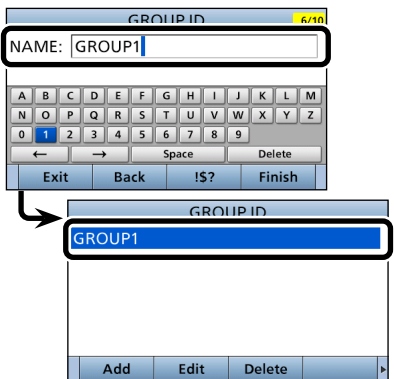 GROUP ID 6/10
NAME: GROUP1
A B C D E F G H I J K L M
N O P Q R S T U V W X Y Z
0 1 2 3 4 5 6 7 8 9
← → Space Delete
Exit Back !$? Finish
GROUP ID
GROUP1
Add Edit Delete